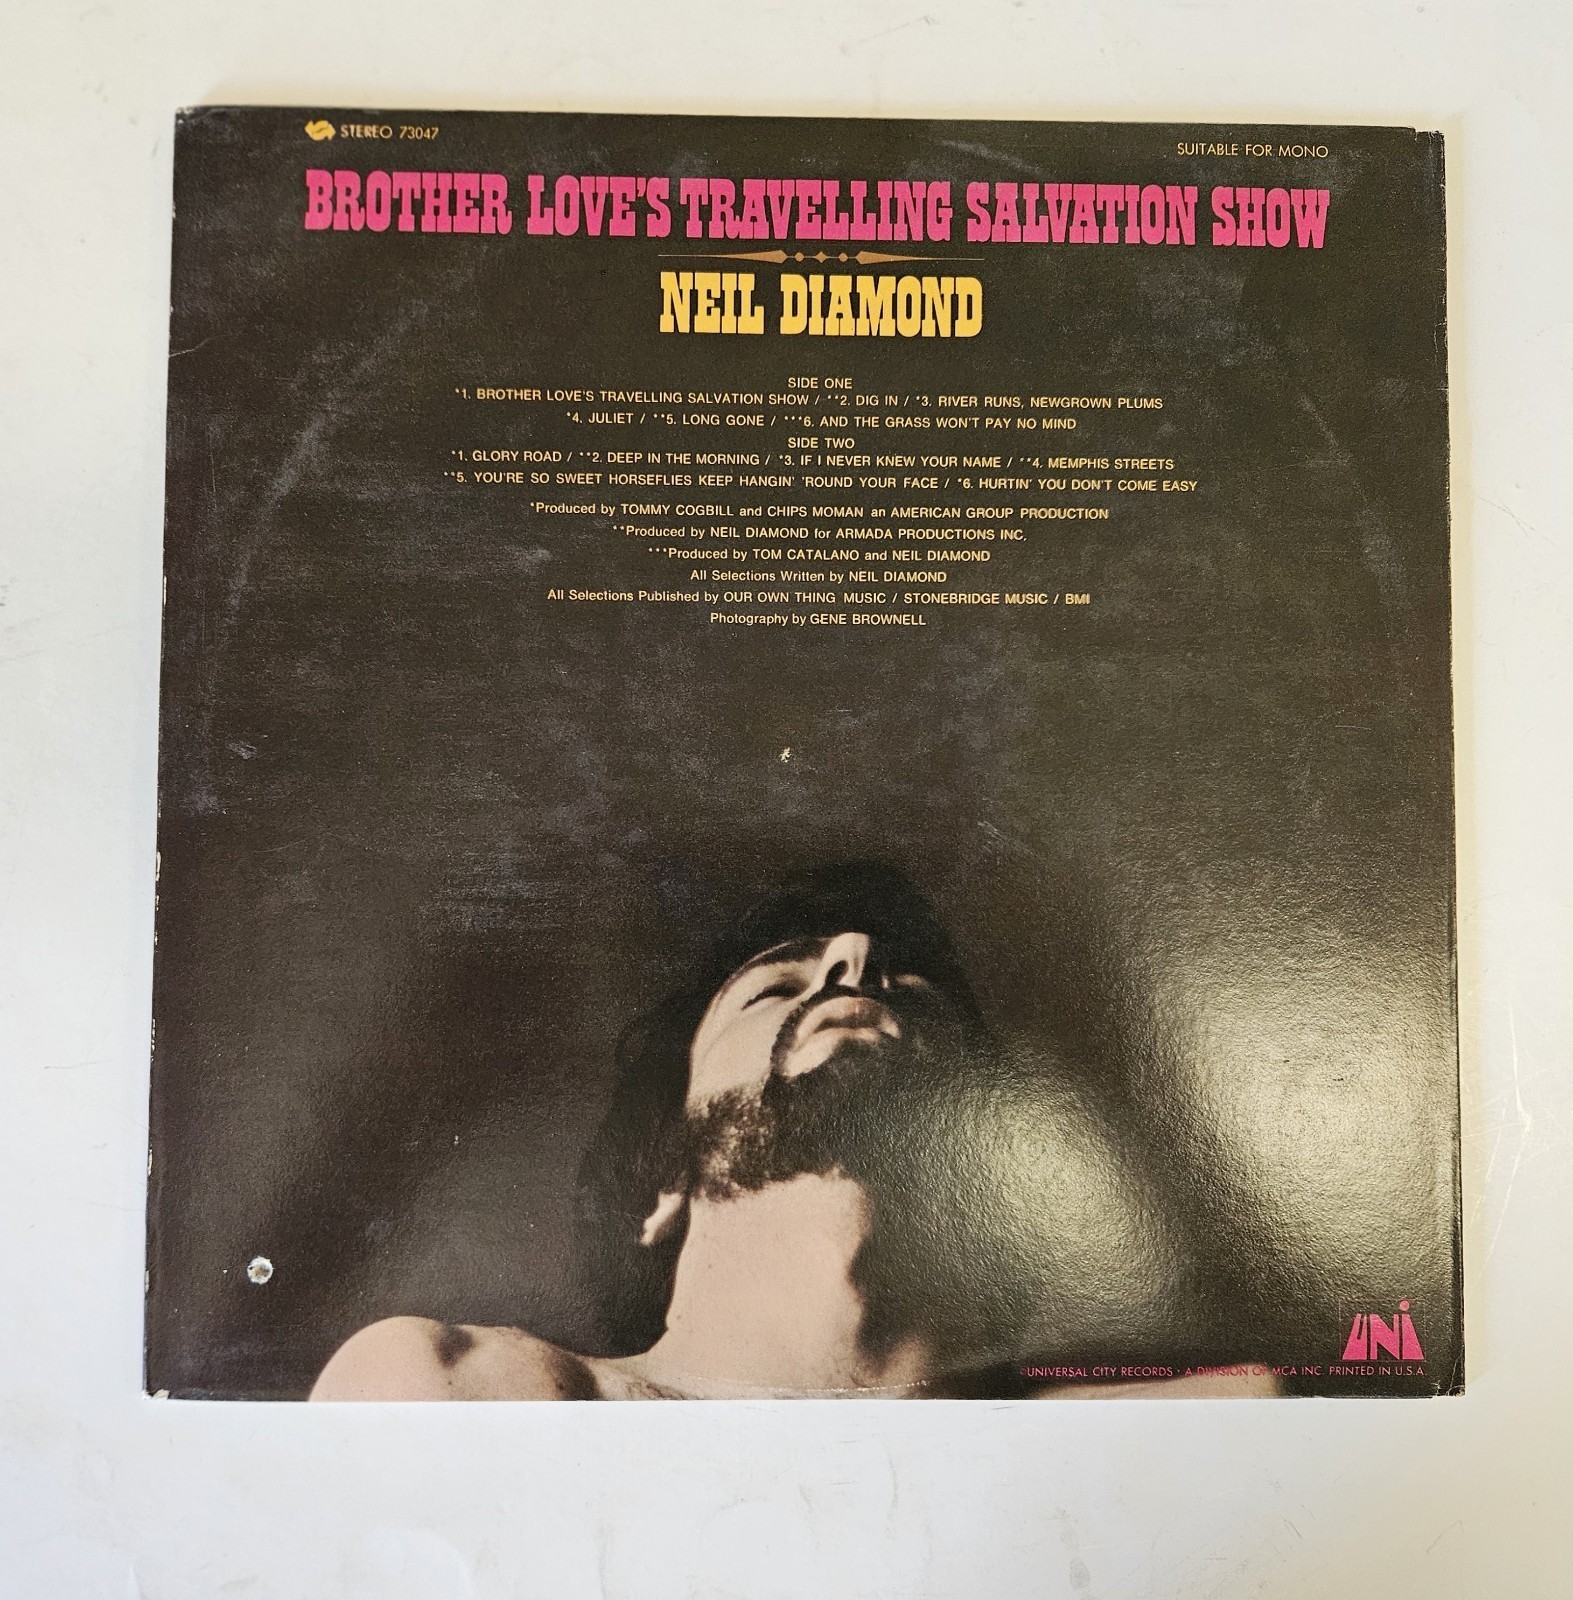 STEREO 73047
SUITABLE FOR MONO
BROTHER LOVE'S TRAVELLING SALVATION SHOW
NEIL DIAMOND
SIDE ONE
*1. BROTHER LOVE'S TRAVELLING SALVATION SHOW / **2. DIG IN / *3. RIVER RUNS, NEWGROWN PLUMS
*4. JULIET / **5. LONG GONE / ***6. AND THE GRASS WON'T PAY NO MIND
SIDE TWO
*1. GLORY ROAD / **2. DEEP IN THE MORNING / *3. IF I NEVER KNEW YOUR NAME / **4. MEMPHIS STREETS
**5. YOU'RE SO SWEET HORSEFLIES KEEP HANGIN' 'ROUND YOUR FACE / *6. HURTIN' YOU DON'T COME EASY
*Produced by TOMMY COGBILL and CHIPS MOMAN an AMERICAN GROUP PRODUCTION
**Produced by NEIL DIAMOND for ARMADA PRODUCTIONS INC.
***Produced by TOM CATALANO and NEIL DIAMOND
All Selections Written by NEIL DIAMOND
All Selections Published by OUR OWN THING MUSIC / STONEBRIDGE MUSIC / BMI
Photography by GENE BROWNELL
UNI
©UNIVERSAL CITY RECORDS · A DIVISION OF MCA INC. PRINTED IN U.S.A.